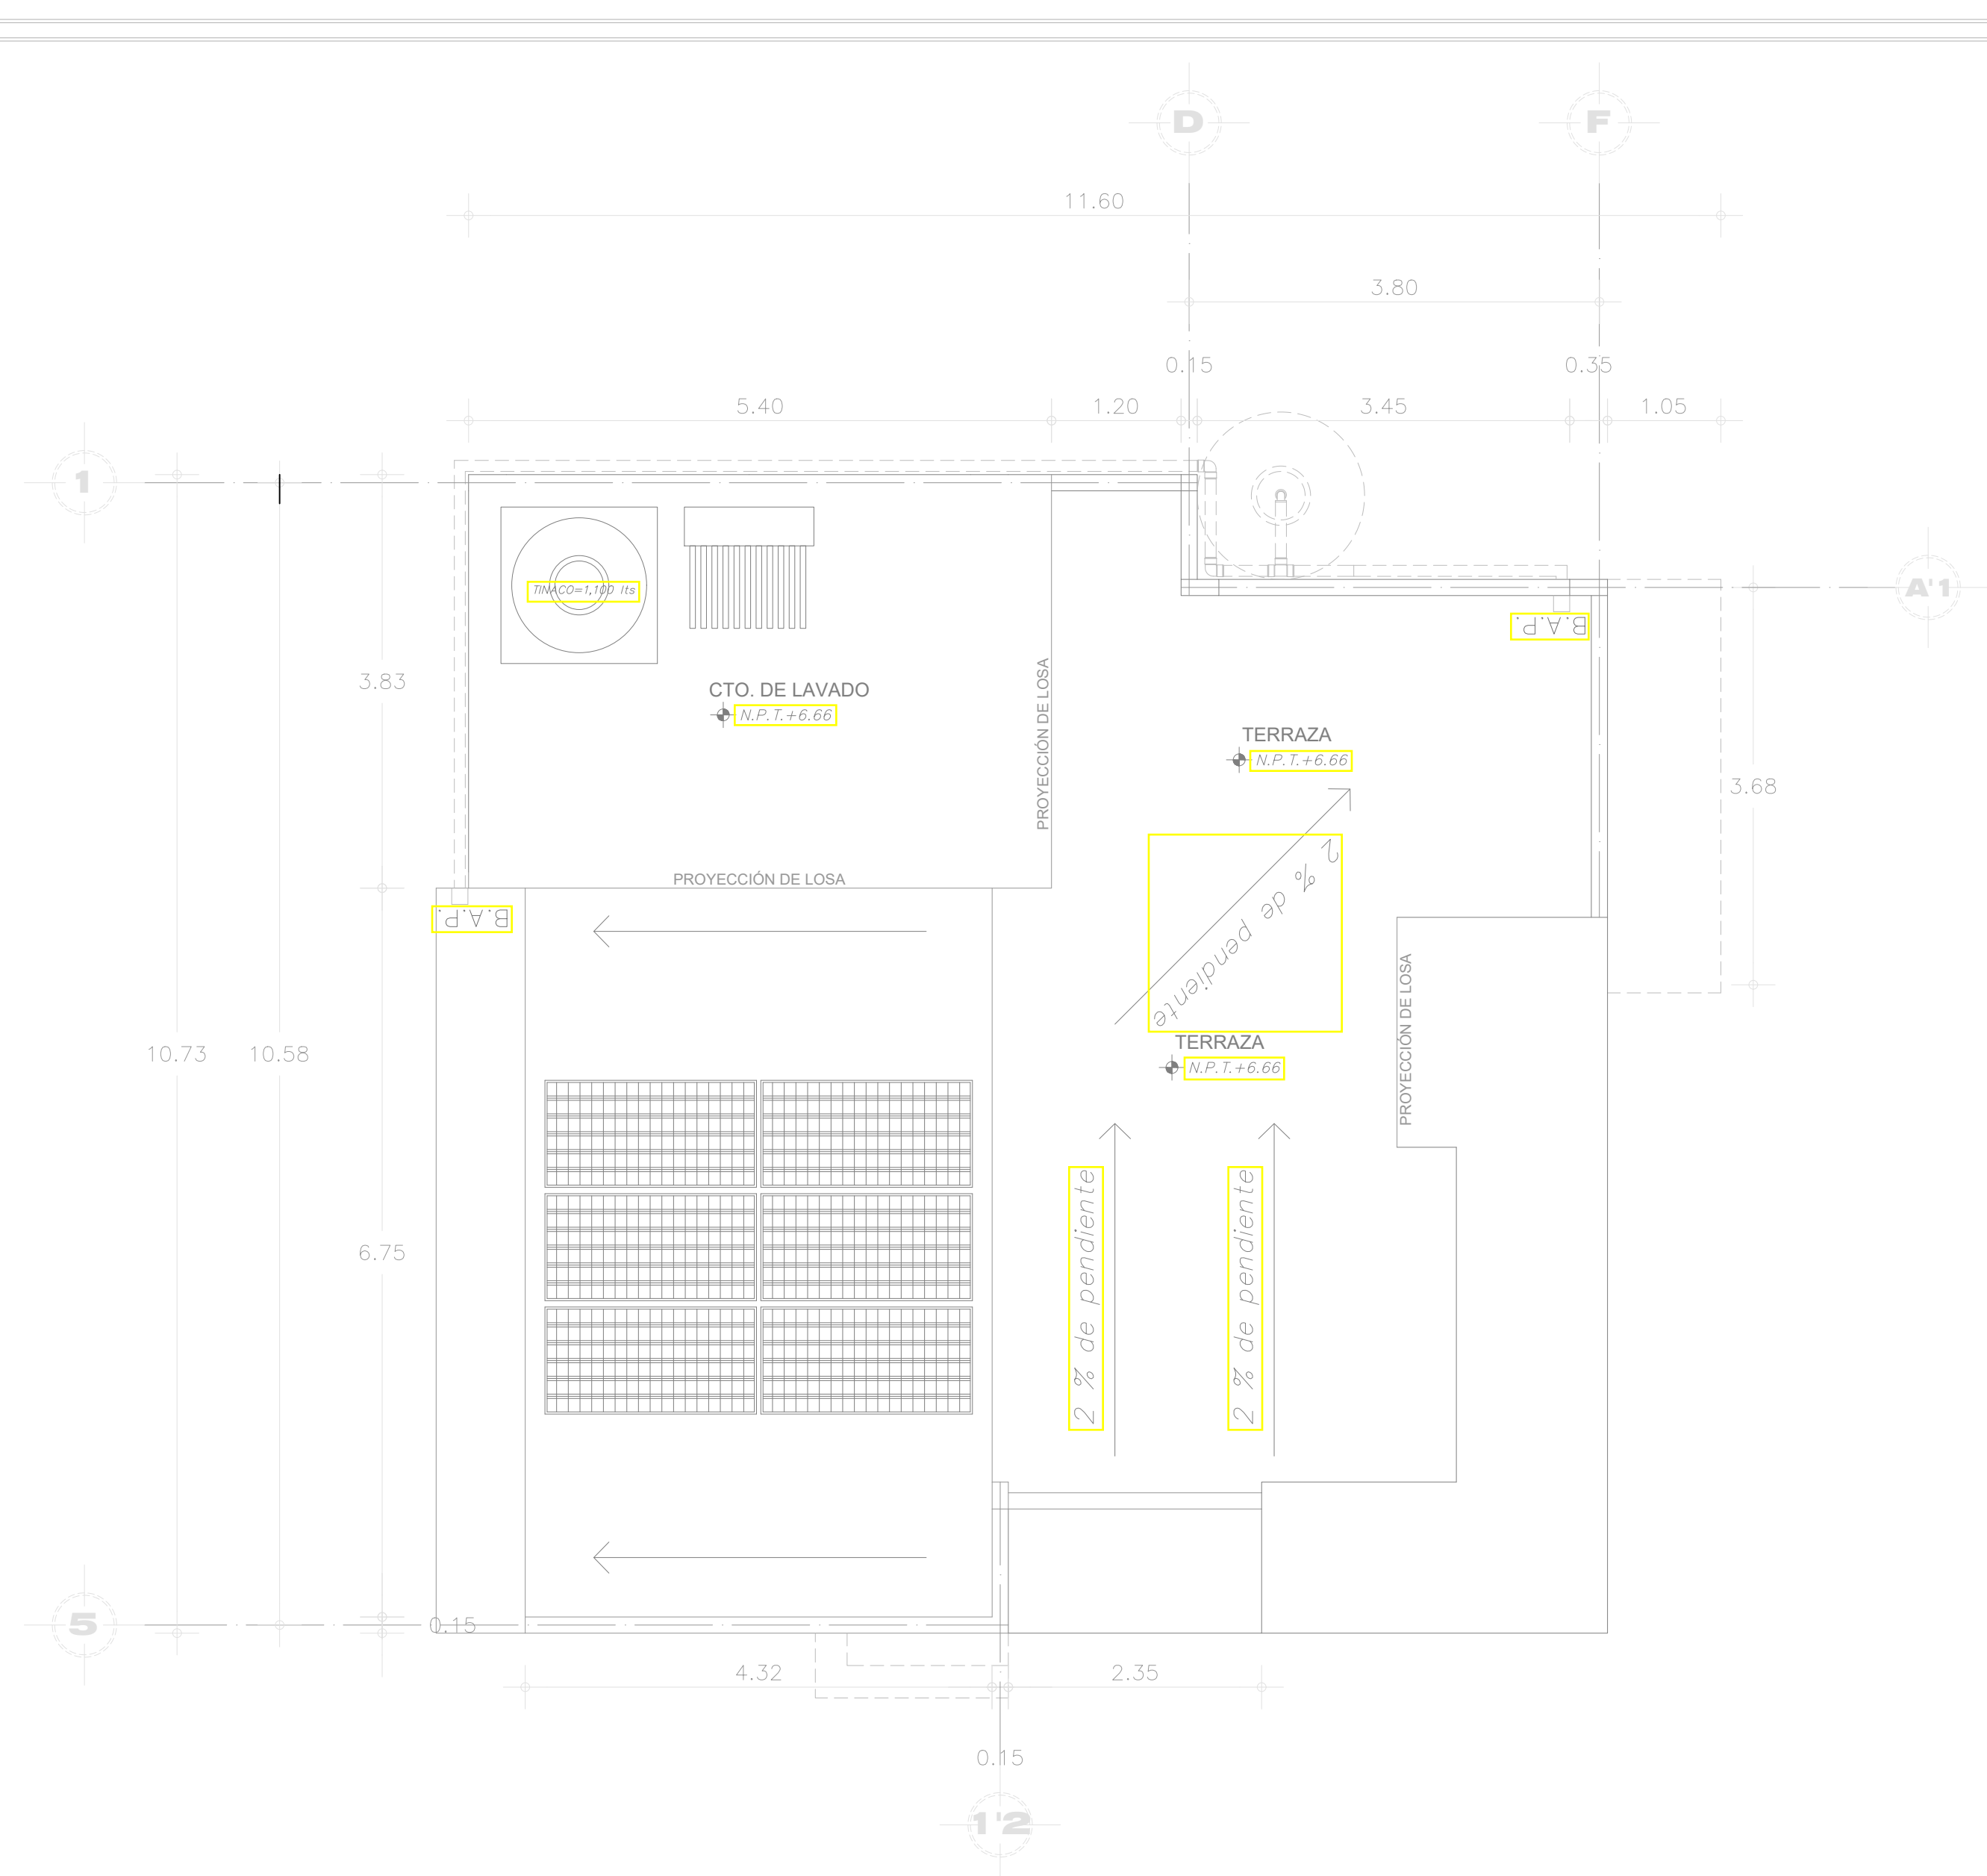 D
F
11.60
3.80
0.15
0.35
5.40
1.20
3.45
1.05
1
A'1
TINACO=1,100 lts
B.A.P.
3.83
CTO. DE LAVADO
N.P.T.+6.66
PROYECCIÓN DE LOSA
TERRAZA
N.P.T.+6.66
3.68
2 % de pendiente
PROYECCIÓN DE LOSA
B.A.P.
PROYECCIÓN DE LOSA
10.73
10.58
TERRAZA
N.P.T.+6.66
6.75
2 % de pendiente
2 % de pendiente
5
0.15
4.32
2.35
0.15
1'2